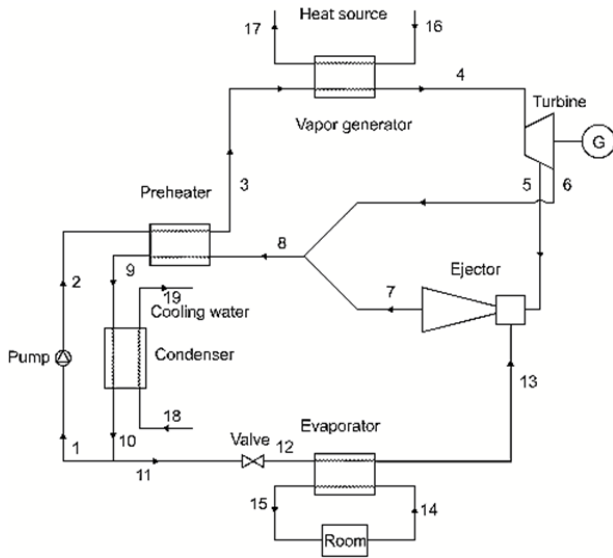 Heat source
17
16
4
Turbine
Vapor generator
G
3
5
6
Preheater
8
Ejector
9
2
19
7
Cooling water
Pump
Condenser
13
18
Evaporator
Valve
1
10
12
11
15
14
Room